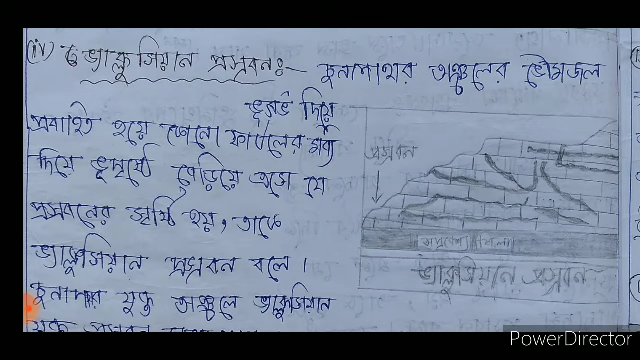 (iv) ভ্যাক্লুসিয়ান প্রস্রবন:- চুনাপাথর অঞ্চলের ভৌমজল
ভূগর্ভ দিয়ে
প্রবাহিত হয়ে কোনো ফাটলের মধ্য
দিয়ে ভূপৃষ্ঠে বেড়িয়ে এসে যে
প্রস্রবনের সৃষ্টি হয়, তাকে
ভ্যাক্লুসিয়ান প্রস্রবন বলে।
চুনাপাথর যুক্ত অঞ্চলে ভ্যাক্লুসিয়ান
প্রস্রবন
অপ্রবেশ্য শিলা
ভ্যাক্লুসিয়ান প্রস্রবন
PowerDirector